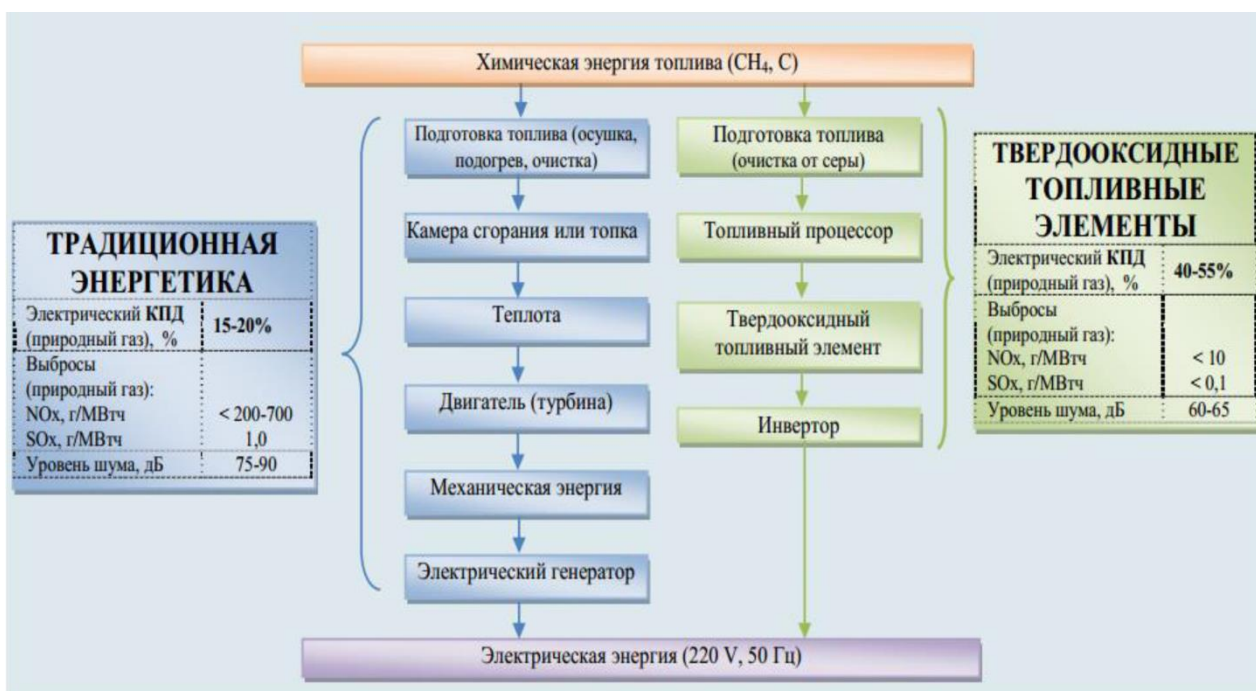 Химическая энергия топлива (CH₄, C)
Подготовка топлива (осушка,
подогрев, очистка)
Камера сгорания или топка
Теплота
Двигатель (турбина)
Механическая энергия
Электрический генератор
Подготовка топлива
(очистка от серы)
Топливный процессор
Твердооксидный
топливный элемент
Инвертор
Электрическая энергия (220 V, 50 Гц)
ТРАДИЦИОННАЯ
ЭНЕРГЕТИКА
Электрический КПД
(природный газ), % 15-20%
Выбросы
(природный газ):
NOx, г/МВтч < 200-700
SOx, г/МВтч 1,0
Уровень шума, дБ 75-90
ТВЕРДООКСИДНЫЕ
ТОПЛИВНЫЕ
ЭЛЕМЕНТЫ
Электрический КПД
(природный газ), % 40-55%
Выбросы
(природный газ):
NOx, г/МВтч < 10
SOx, г/МВтч < 0,1
Уровень шума, дБ 60-65